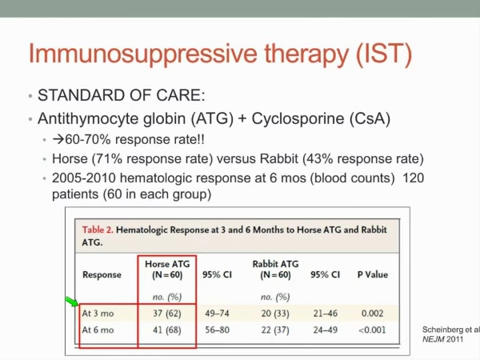 Immunosuppressive therapy (IST)
• STANDARD OF CARE:
• Antithymocyte globin (ATG) + Cyclosporine (CsA)
• →60-70% response rate!!
• Horse (71% response rate) versus Rabbit (43% response rate)
• 2005-2010 hematologic response at 6 mos (blood counts) 120
patients (60 in each group)
Table 2. Hematologic Response at 3 and 6 Months to Horse ATG and Rabbit
ATG.
Response Horse ATG (N=60) 95% CI Rabbit ATG (N=60) 95% CI P Value
no. (%) no. (%)
At 3 mo 37 (62) 49–74 20 (33) 21–46 0.002
At 6 mo 41 (68) 56–80 22 (37) 24–49 <0.001
Scheinberg et al
NEJM 2011